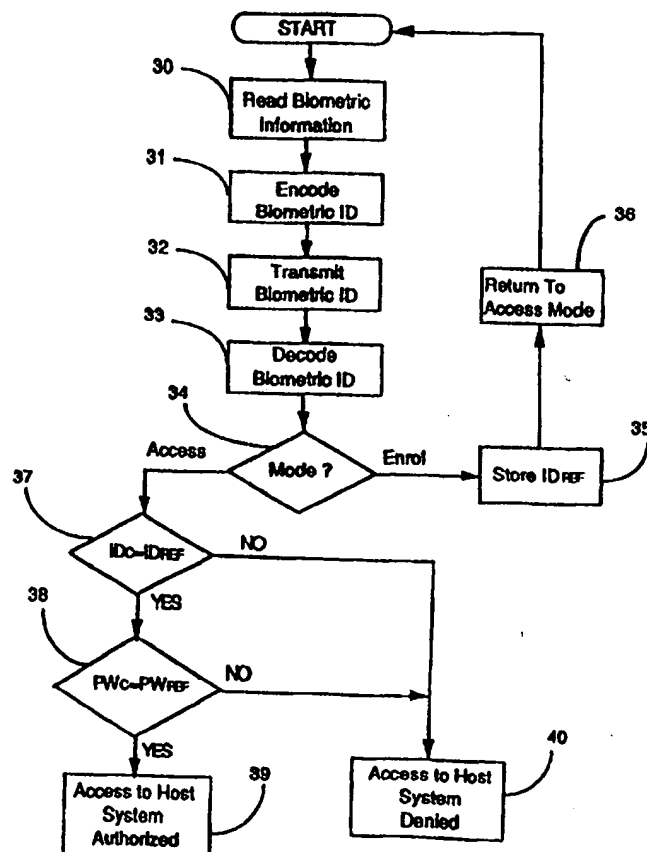 START
30
Read Biometric
Information
31
Encode
Biometric ID
32
Transmit
Biometric ID
33
Decode
Biometric ID
36
Return To
Access Mode
34
Mode ?
Access
Enrol
35
Store IDREF
37
IDC=IDREF
NO
YES
38
PWC=PWREF
NO
YES
39
Access to Host
System
Authorized
40
Access to Host
System
Denied